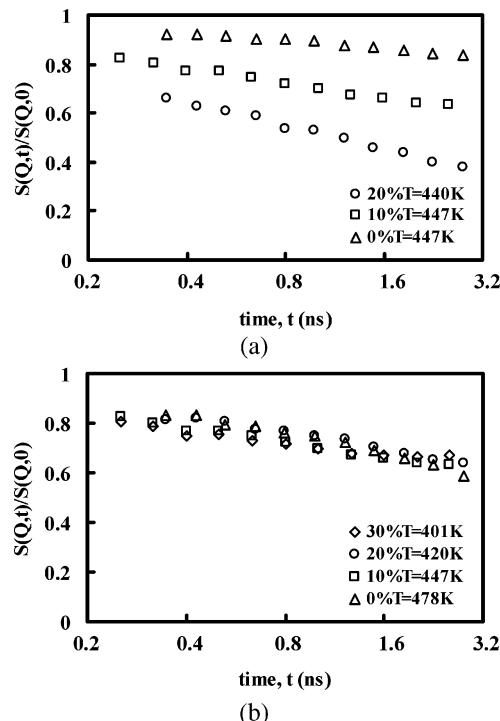 (a)
1
0.8
0.6
0.4
0.2
0
S(Q,t)/S(Q,0)
20%T=440K
10%T=447K
0%T=447K
0.2 0.4 0.8 1.6 3.2
time, t (ns)
(a)
1
0.8
0.6
0.4
0.2
0
S(Q,t)/S(Q,0)
30%T=401K
20%T=420K
10%T=447K
0%T=478K
0.2 0.4 0.8 1.6 3.2
time, t (ns)
(b)